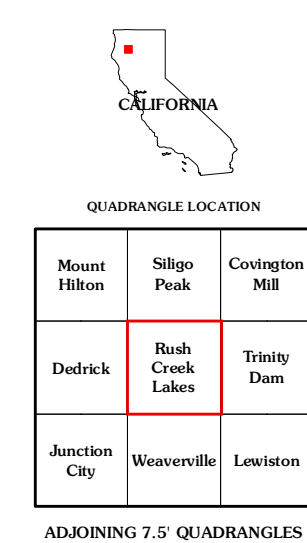 CALIFORNIA
QUADRANGLE LOCATION
Mount
Hilton
Siligo
Peak
Covington
Mill
Dedrick
Rush
Creek
Lakes
Trinity
Dam
Junction
City
Weaverville
Lewiston
ADJOINING 7.5' QUADRANGLES